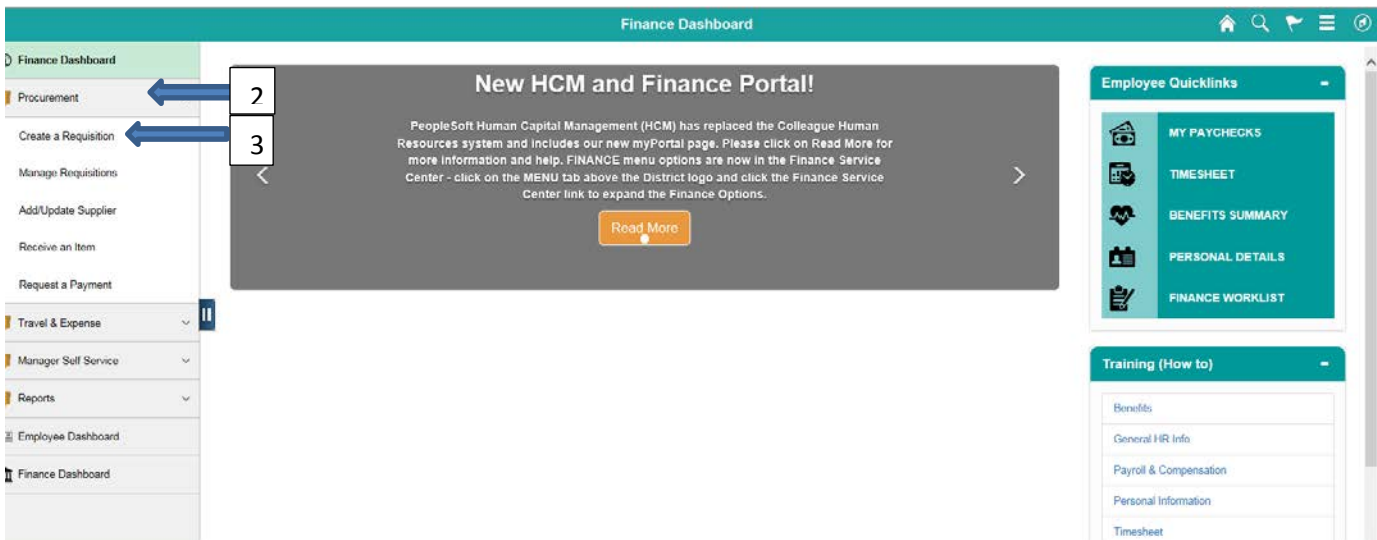 Finance Dashboard
Finance Dashboard
Procurement
2
Create a Requisition
3
Manage Requisitions
Add/Update Supplier
Receive an Item
Request a Payment
Travel & Expense
Manager Self Service
Reports
Employee Dashboard
Finance Dashboard
New HCM and Finance Portal!
PeopleSoft Human Capital Management (HCM) has replaced the Colleague Human
Resources system and includes our new myPortal page. Please click on Read More for
more information and help. FINANCE menu options are now in the Finance Service
Center - click on the MENU tab above the District logo and click the Finance Service
Center link to expand the Finance Options.
Read More
Employee Quicklinks
MY PAYCHECKS
TIMESHEET
BENEFITS SUMMARY
PERSONAL DETAILS
FINANCE WORKLIST
Training (How to)
Benefits
General HR Info
Payroll & Compensation
Personal Information
Timesheet